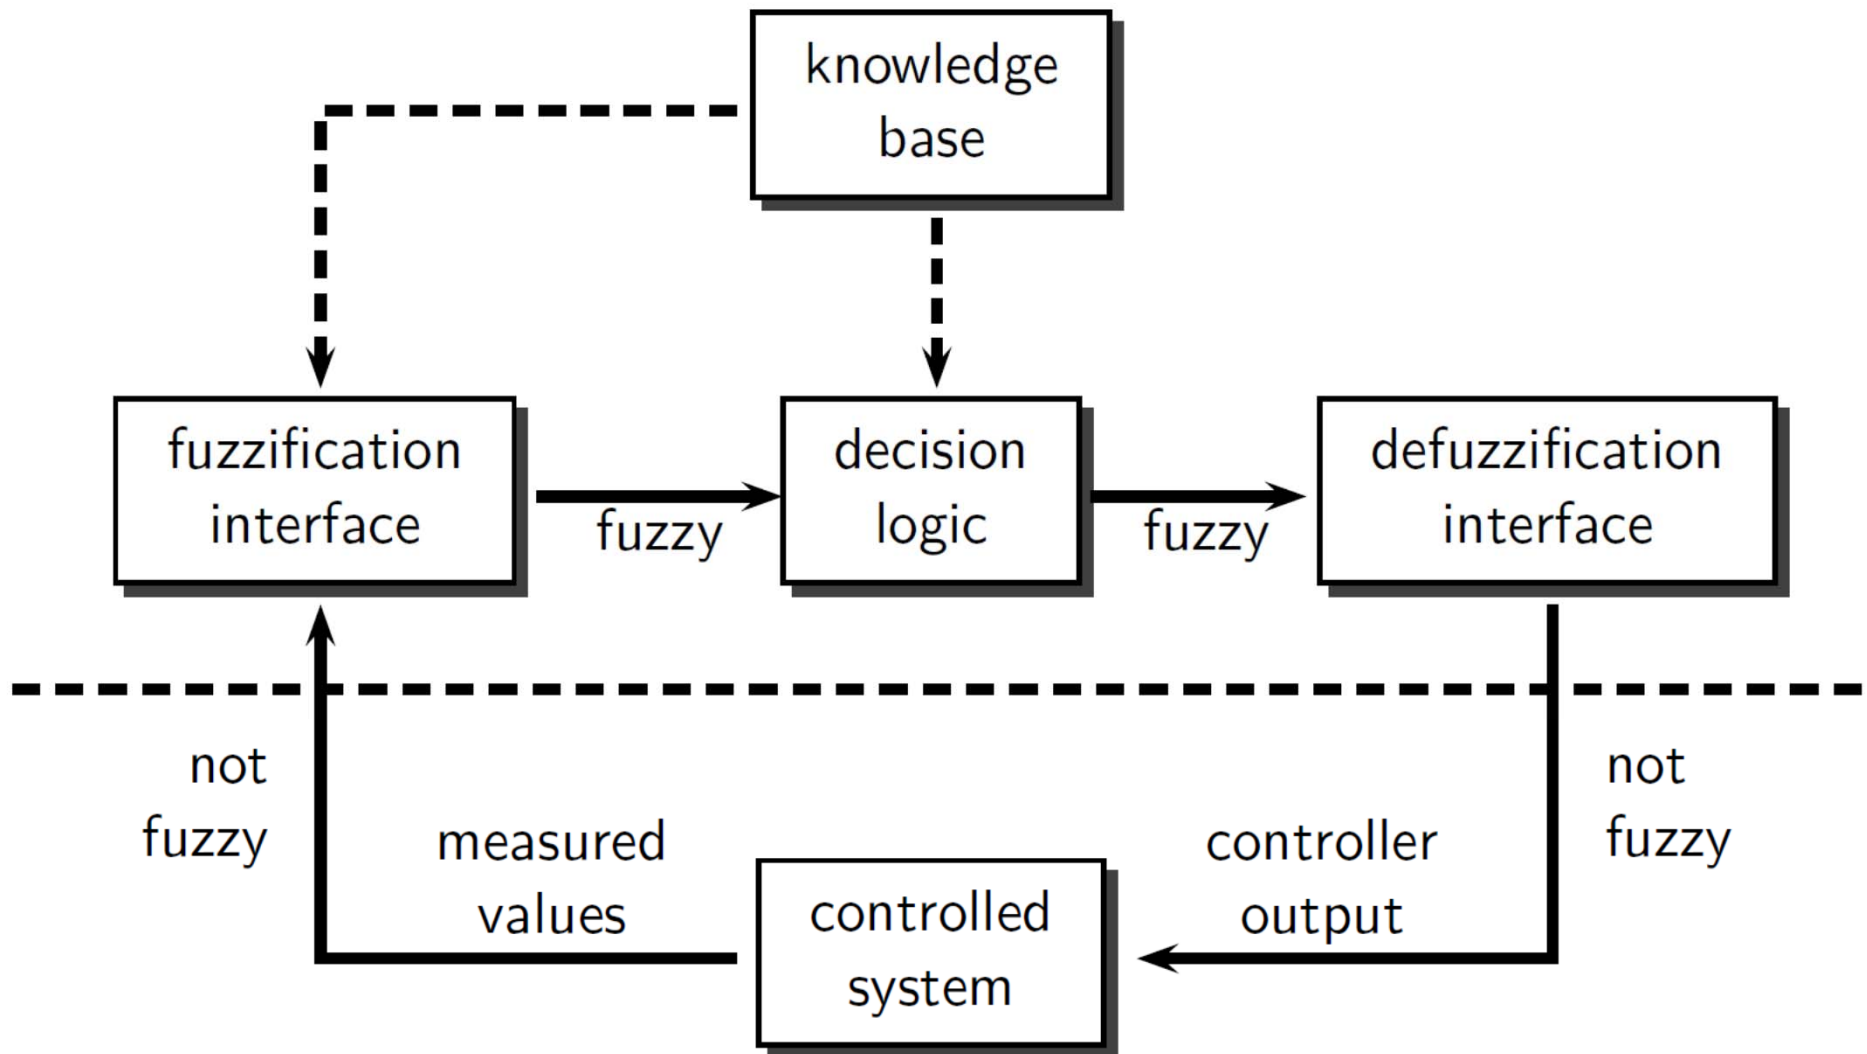 knowledge
base
fuzzification
interface
fuzzy
decision
logic
fuzzy
defuzzification
interface
not
fuzzy
measured
values
controlled
system
controller
output
not
fuzzy